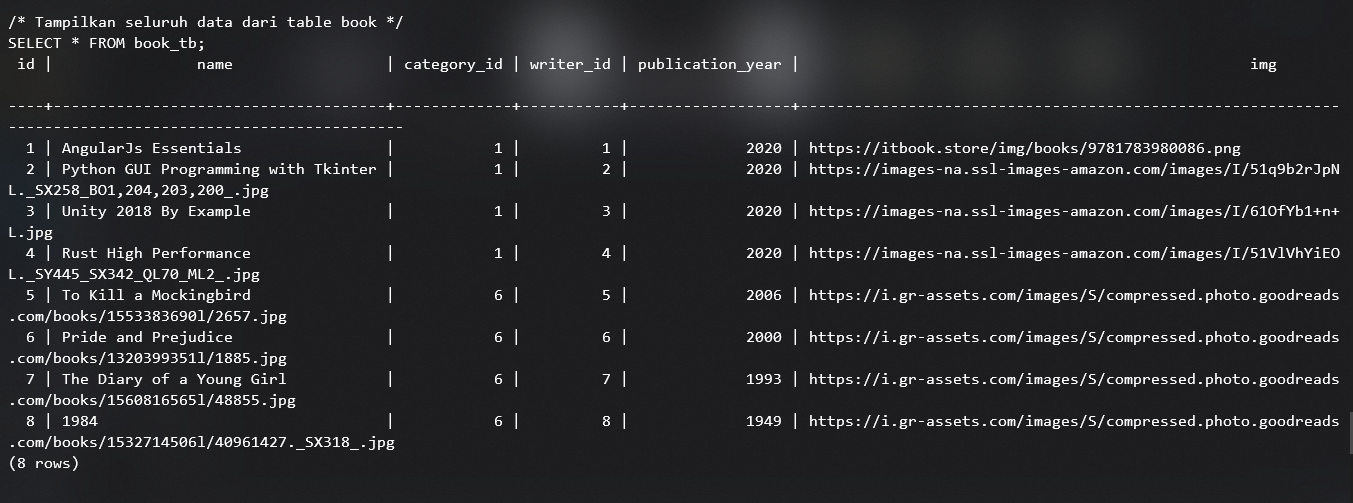 /* Tampilkan seluruh data dari table book */
SELECT * FROM book_tb;
 id |                name                 | category_id | writer_id | publication_year |                                                  img
----+-------------------------------------+-------------+-----------+------------------+------------------------------------------------------------
--------------------------------------------
  1 | AngularJs Essentials                |           1 |         1 |             2020 | https://itbook.store/img/books/9781783980086.png
  2 | Python GUI Programming with Tkinter |           1 |         2 |             2020 | https://images-na.ssl-images-amazon.com/images/I/51q9b2rJpN
L._SX258_BO1,204,203,200_.jpg
  3 | Unity 2018 By Example               |           1 |         3 |             2020 | https://images-na.ssl-images-amazon.com/images/I/61OfYb1+n+
L.jpg
  4 | Rust High Performance               |           1 |         4 |             2020 | https://images-na.ssl-images-amazon.com/images/I/51VlVhYiEO
L._SY445_SX342_QL70_ML2_.jpg
  5 | To Kill a Mockingbird               |           6 |         5 |             2006 | https://i.gr-assets.com/images/S/compressed.photo.goodreads
.com/books/1553383690l/2657.jpg
  6 | Pride and Prejudice                 |           6 |         6 |             2000 | https://i.gr-assets.com/images/S/compressed.photo.goodreads
.com/books/1320399351l/1885.jpg
  7 | The Diary of a Young Girl           |           6 |         7 |             1993 | https://i.gr-assets.com/images/S/compressed.photo.goodreads
.com/books/1560816565l/48855.jpg
  8 | 1984                                |           6 |         8 |             1949 | https://i.gr-assets.com/images/S/compressed.photo.goodreads
.com/books/1532714506l/40961427._SX318_.jpg
(8 rows)